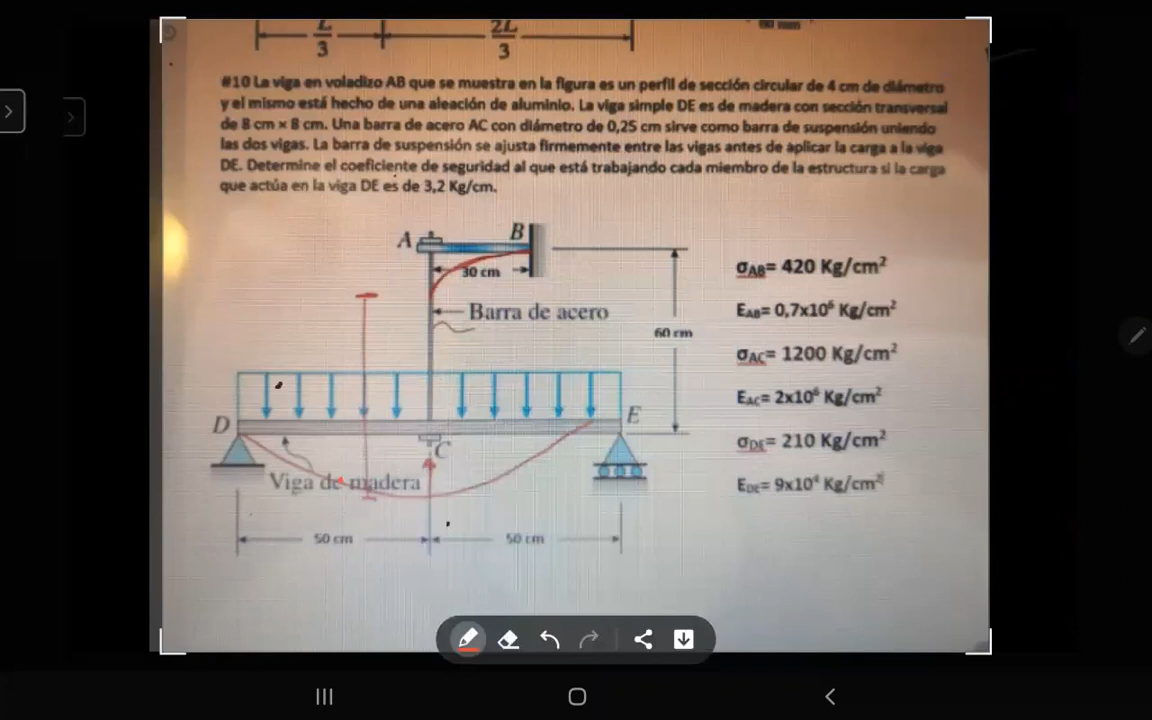 L/3 2L/3
80 mm
#10 La viga en voladizo AB que se muestra en la figura es un perfil de sección circular de 4 cm de diámetro
y el mismo está hecho de una aleación de aluminio. La viga simple DE es de madera con sección transversal
de 8 cm × 8 cm. Una barra de acero AC con diámetro de 0,25 cm sirve como barra de suspensión uniendo
las dos vigas. La barra de suspensión se ajusta firmemente entre las vigas antes de aplicar la carga a la viga
DE. Determine el coeficiente de seguridad al que está trabajando cada miembro de la estructura si la carga
que actúa en la viga DE es de 3,2 Kg/cm.
A B
30 cm
Barra de acero
60 cm
D E
C
Viga de madera
50 cm 50 cm
σAB= 420 Kg/cm²
EAB= 0,7x10⁶ Kg/cm²
σAC= 1200 Kg/cm²
EAC= 2x10⁶ Kg/cm²
σDE= 210 Kg/cm²
EDE= 9x10⁴ Kg/cm²